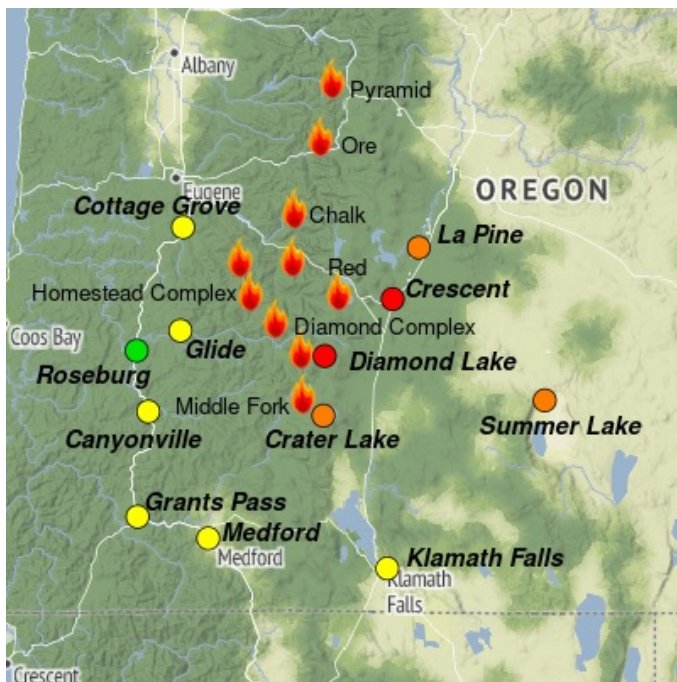 Albany
Pyramid
Ore
Eugene
OREGON
Cottage Grove
Chalk
La Pine
Red
Homestead Complex
Crescent
Diamond Complex
Coos Bay
Glide
Roseburg
Diamond Lake
Middle Fork
Canyonville
Crater Lake
Summer Lake
Grants Pass
Medford
Medford
Klamath Falls
Klamath
Falls
Crescent